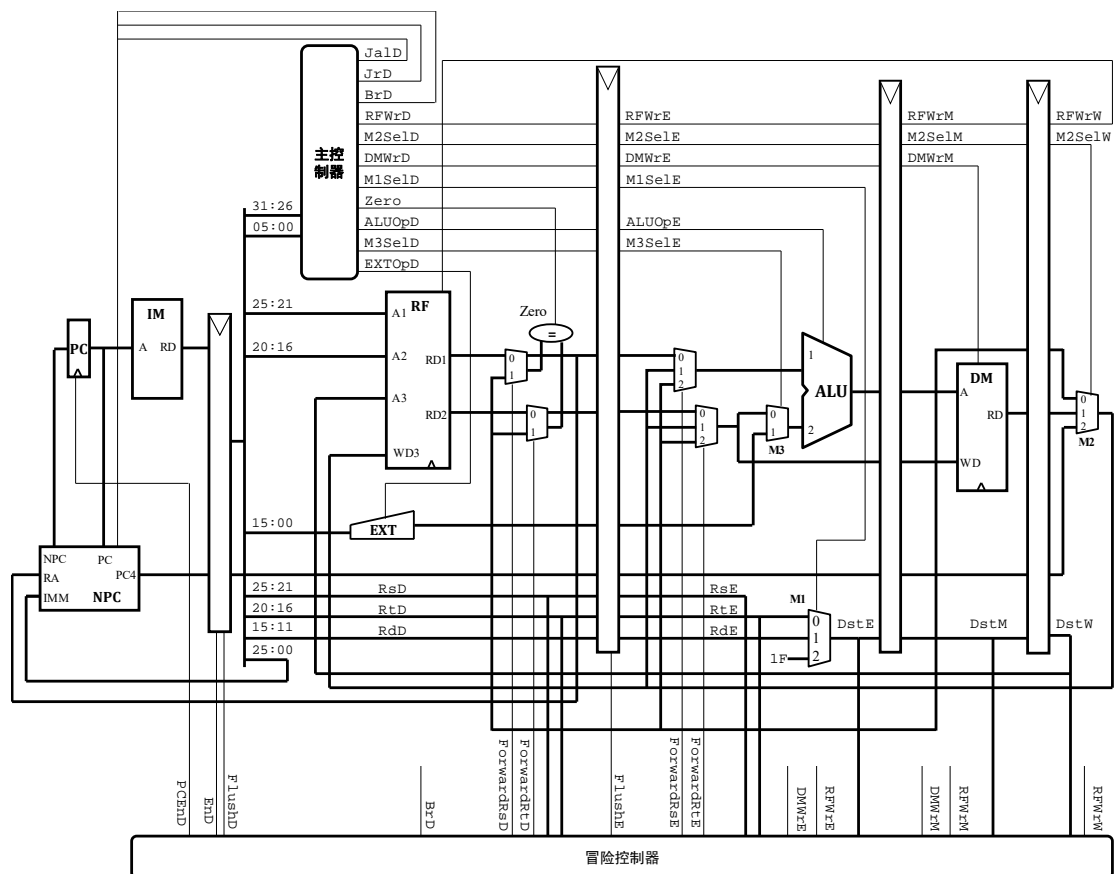 JalD
JrD
BrD
RFWrD
RFWrE
RFWrM
RFWrW
M2SelD
M2SelE
M2SelM
M2SelW
主控
制器
DMWrD
DMWrE
DMWrM
M1SelD
M1SelE
Zero
31:26
05:00
ALUOpD
ALUOpE
M3SelD
M3SelE
EXTOpD
25:21
A1
RF
IM
Zero
=
PC
A
RD
20:16
A2
RD1
0
1
0
1
2
1
ALU
DM
A
A3
RD2
0
1
0
1
2
0
1
2
M3
RD
0
1
2
M2
WD3
WD
15:00
EXT
NPC
PC
RA
PC4
IMM
NPC
25:21
RsD
RsE
20:16
RtD
RtE
M1
15:11
RdD
RdE
0
1
2
DstE
DstM
DstW
25:00
1F
PCEnD
EnD
FlushD
BrD
ForwardRsD
ForwardRtD
FlushE
ForwardRsE
ForwardRtE
DMWrE
RFWrE
DMWrM
RFWrM
RFWrW
冒险控制器